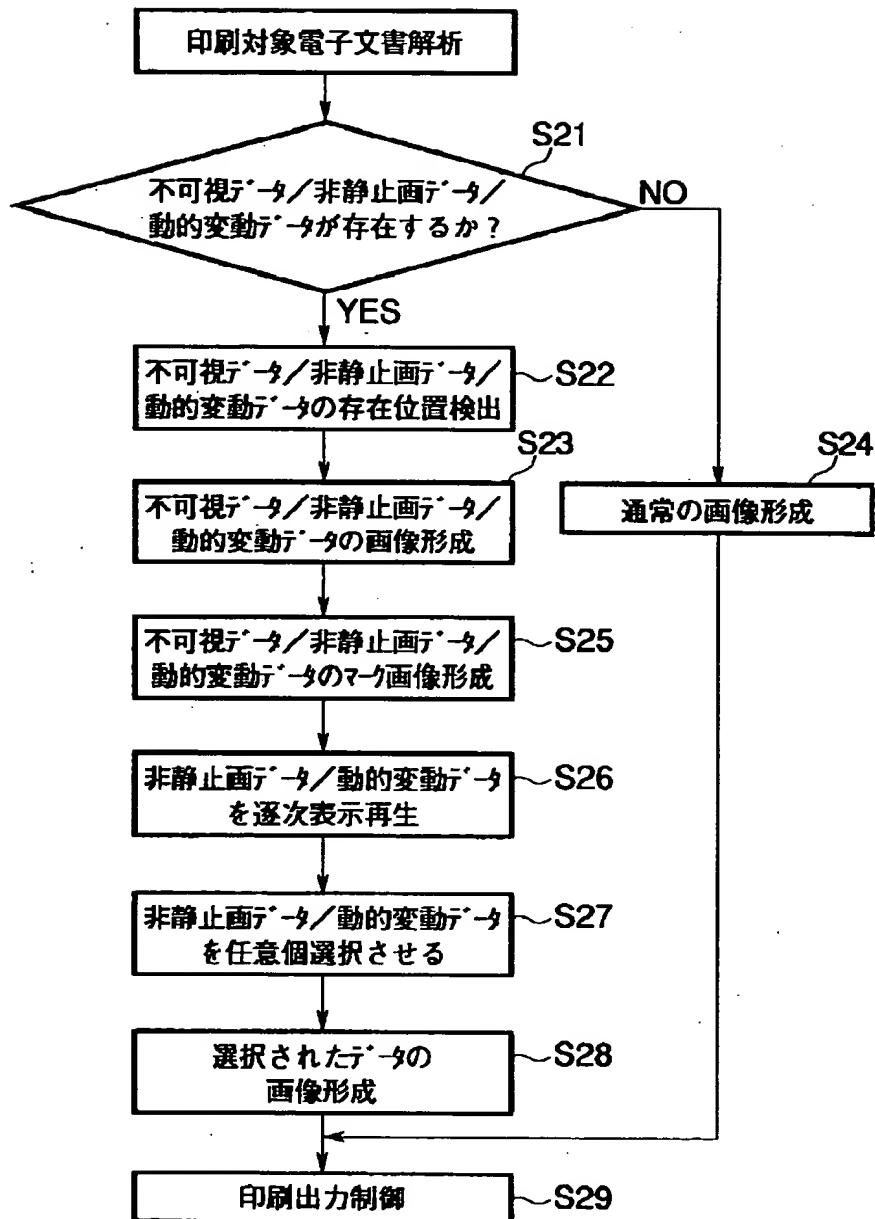 印刷対象電子文書解析
S21
不可視ﾃﾞｰﾀ／非静止画ﾃﾞｰﾀ／
動的変動ﾃﾞｰﾀが存在するか？
NO
YES
不可視ﾃﾞｰﾀ／非静止画ﾃﾞｰﾀ／
動的変動ﾃﾞｰﾀの存在位置検出
S22
S23
不可視ﾃﾞｰﾀ／非静止画ﾃﾞｰﾀ／
動的変動ﾃﾞｰﾀの画像形成
S24
通常の画像形成
不可視ﾃﾞｰﾀ／非静止画ﾃﾞｰﾀ／
動的変動ﾃﾞｰﾀのﾏｰｸ画像形成
S25
非静止画ﾃﾞｰﾀ／動的変動ﾃﾞｰﾀ
を逐次表示再生
S26
非静止画ﾃﾞｰﾀ／動的変動ﾃﾞｰﾀ
を任意個選択させる
S27
選択されたﾃﾞｰﾀの
画像形成
S28
印刷出力制御
S29